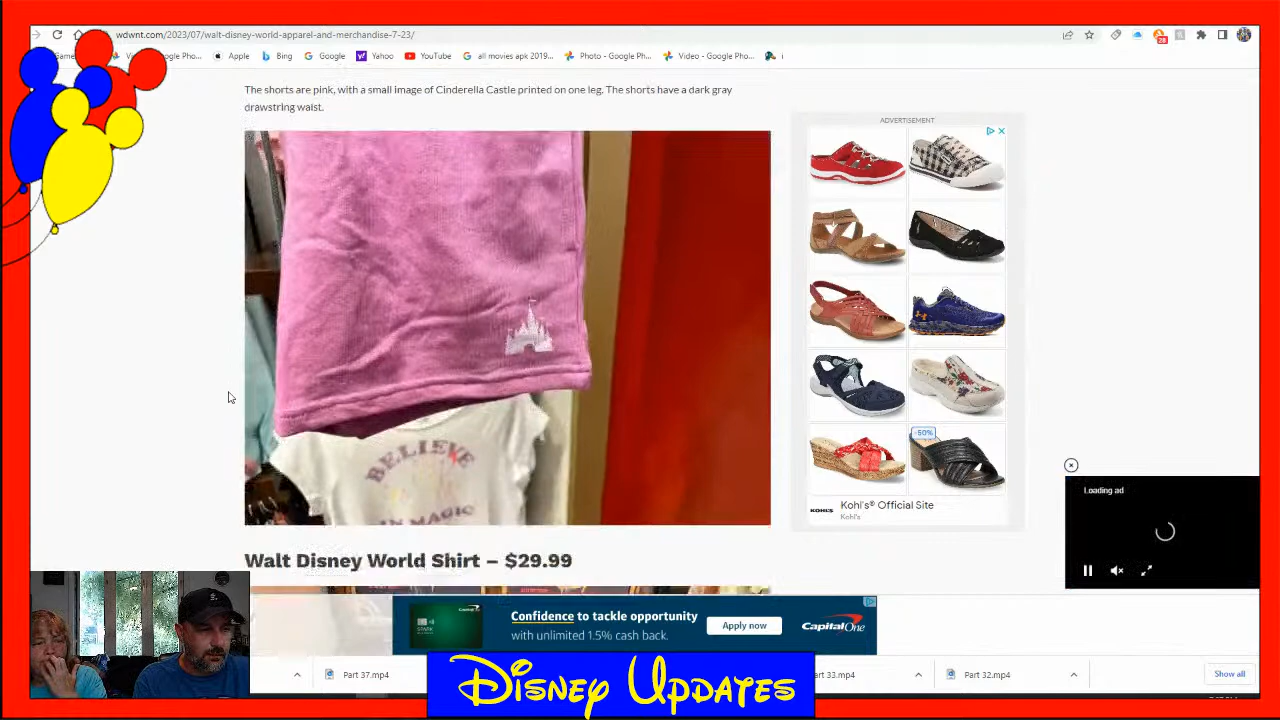 wdwnt.com/2023/07/walt-disney-world-apparel-and-merchandise-7-23/
28
Apple
Bing
Google
Yahoo
YouTube
all movies apk 2019...
Photo - Google Ph...
Video - Google Pho...
The shorts are pink, with a small image of Cinderella Castle printed on one leg. The shorts have a dark gray
drawstring waist.
ADVERTISEMENT
BELIEVE
IN MAGIC
-50%
KOHL'S
Kohl's® Official Site
Kohl's
Loading ad
Walt Disney World Shirt – $29.99
Confidence to tackle opportunity
with unlimited 1.5% cash back.
Apply now
Capital One
SPARK
Part 37.mp4
Part 33.mp4
Part 32.mp4
Show all
DISNEY UPDATES